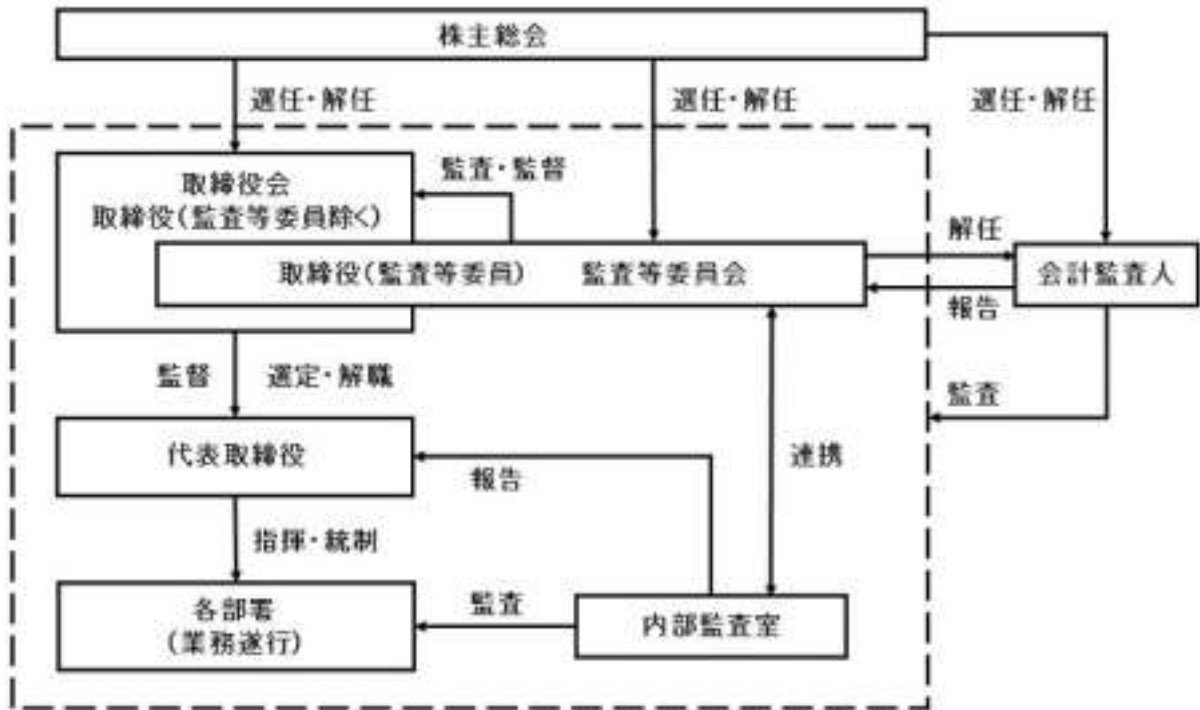 株主総会
選任・解任
選任・解任
選任・解任
取締役会
取締役(監査等委員除く)
監査・監督
取締役(監査等委員) 監査等委員会
解任
会計監査人
報告
監督 選定・解職
監査
代表取締役
報告
連携
指揮・統制
各部署
(業務遂行)
監査
内部監査室